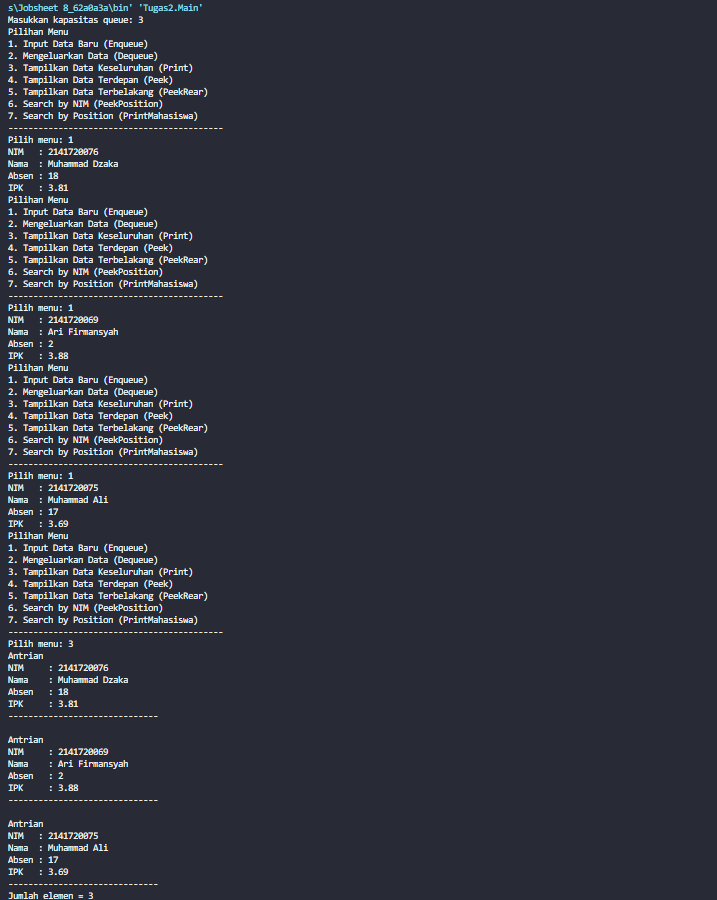 s\Jobsheet 8_62a0a3a\bin' 'Tugas2.Main'
Masukkan kapasitas queue: 3
Pilihan Menu
1. Input Data Baru (Enqueue)
2. Mengeluarkan Data (Dequeue)
3. Tampilkan Data Keseluruhan (Print)
4. Tampilkan Data Terdepan (Peek)
5. Tampilkan Data Terbelakang (PeekRear)
6. Search by NIM (PeekPosition)
7. Search by Position (PrintMahasiswa)
-------------------------------------------
Pilih menu: 1
NIM   : 2141720076
Nama  : Muhammad Dzaka
Absen : 18
IPK   : 3.81
Pilihan Menu
1. Input Data Baru (Enqueue)
2. Mengeluarkan Data (Dequeue)
3. Tampilkan Data Keseluruhan (Print)
4. Tampilkan Data Terdepan (Peek)
5. Tampilkan Data Terbelakang (PeekRear)
6. Search by NIM (PeekPosition)
7. Search by Position (PrintMahasiswa)
-------------------------------------------
Pilih menu: 1
NIM   : 2141720069
Nama  : Ari Firmansyah
Absen : 2
IPK   : 3.88
Pilihan Menu
1. Input Data Baru (Enqueue)
2. Mengeluarkan Data (Dequeue)
3. Tampilkan Data Keseluruhan (Print)
4. Tampilkan Data Terdepan (Peek)
5. Tampilkan Data Terbelakang (PeekRear)
6. Search by NIM (PeekPosition)
7. Search by Position (PrintMahasiswa)
-------------------------------------------
Pilih menu: 1
NIM   : 2141720075
Nama  : Muhammad Ali
Absen : 17
IPK   : 3.69
Pilihan Menu
1. Input Data Baru (Enqueue)
2. Mengeluarkan Data (Dequeue)
3. Tampilkan Data Keseluruhan (Print)
4. Tampilkan Data Terdepan (Peek)
5. Tampilkan Data Terbelakang (PeekRear)
6. Search by NIM (PeekPosition)
7. Search by Position (PrintMahasiswa)
-------------------------------------------
Pilih menu: 3
Antrian
NIM     : 2141720076
Nama    : Muhammad Dzaka
Absen   : 18
IPK     : 3.81
------------------------------
Antrian
NIM     : 2141720069
Nama    : Ari Firmansyah
Absen   : 2
IPK     : 3.88
------------------------------
Antrian
NIM   : 2141720075
Nama  : Muhammad Ali
Absen : 17
IPK   : 3.69
------------------------------
Jumlah elemen = 3